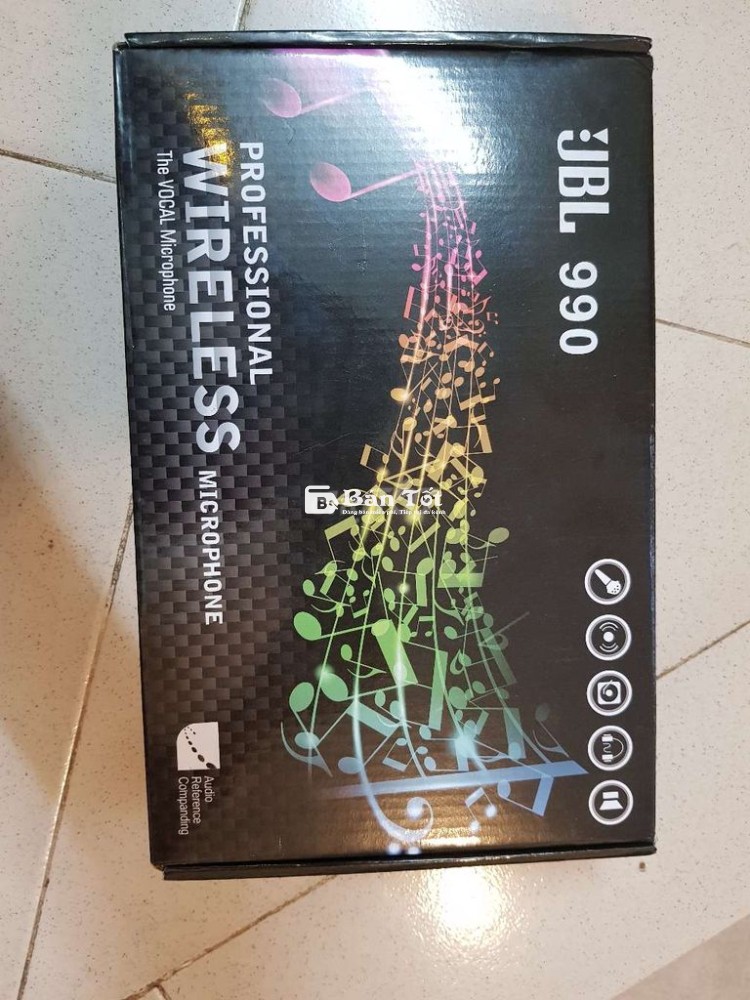 JBL 990
PROFESSIONAL
WIRELESS MICROPHONE
The VOCAL Microphone
Audio
Reference
Companding
Bán Tốt